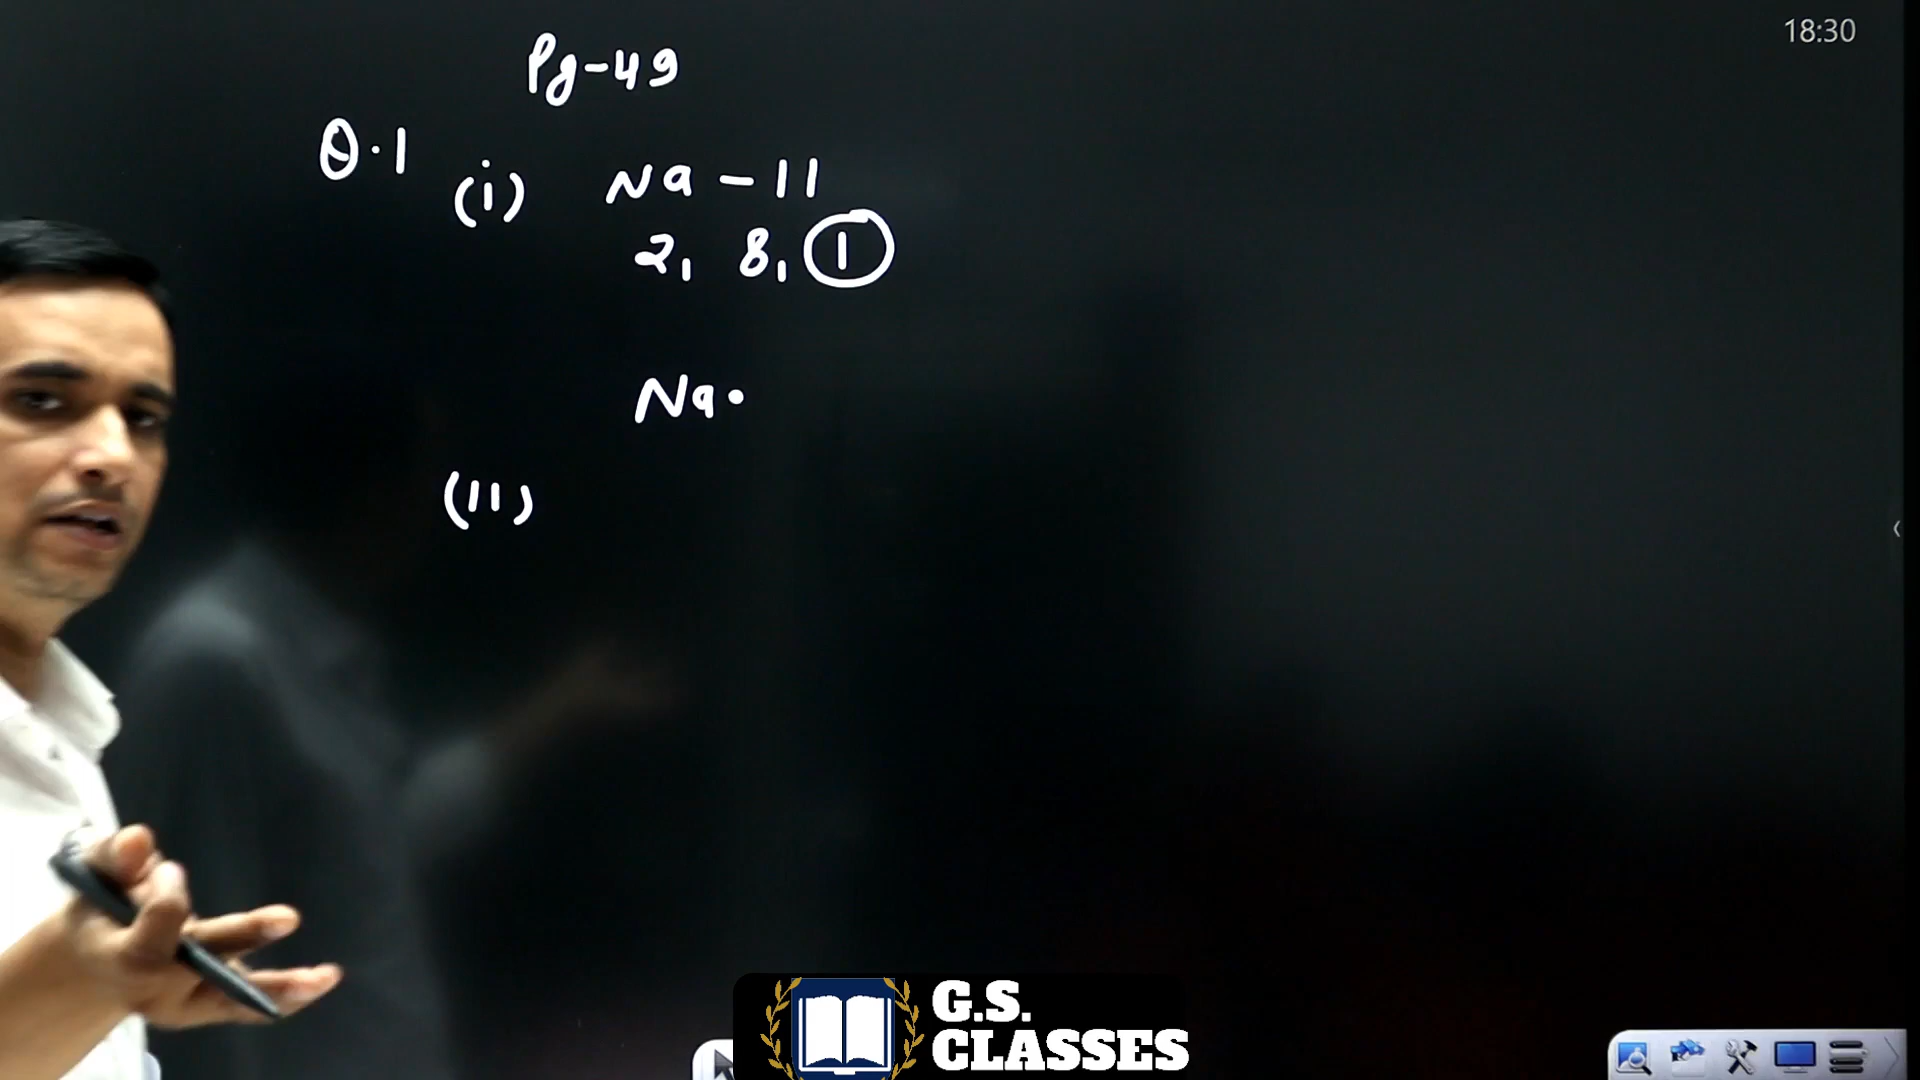 18:30
Pg-49
Q.1
(i) Na - 11
2, 8, 1
Na•
(II)
G.S.
CLASSES